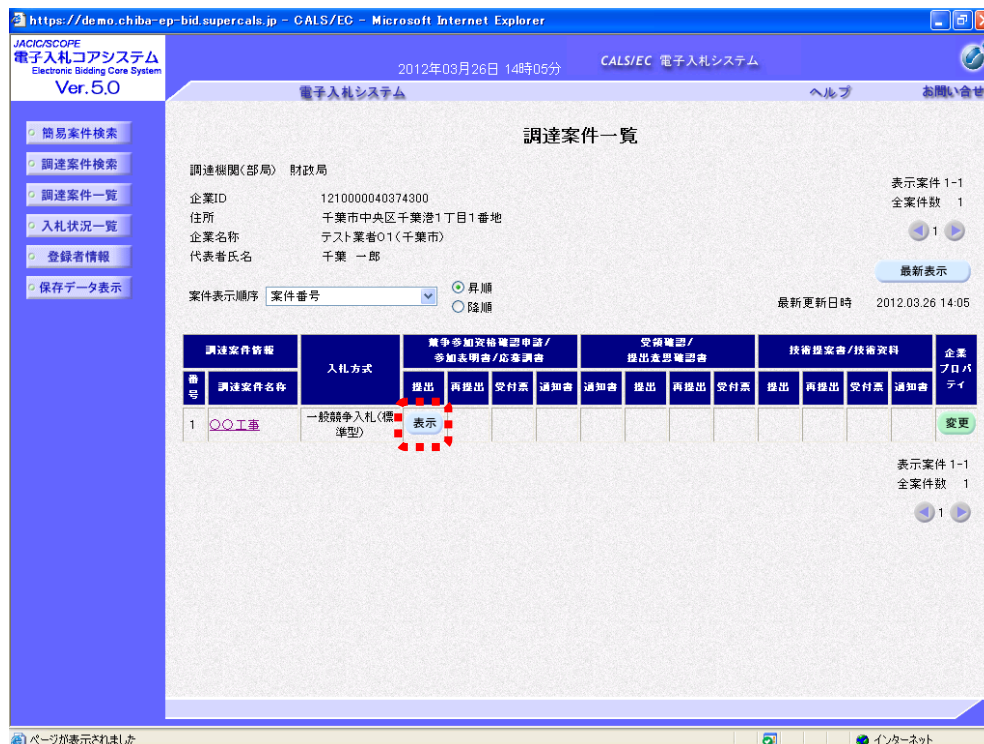 https://demo.chiba-ep-bid.supercals.jp - CALS/EC - Microsoft Internet Explorer
JACIC/SCOPE
電子入札コアシステム
Electronic Bidding Core System
Ver.5.0
2012年03月26日 14時05分
CALS/EC 電子入札システム
電子入札システム
ヘルプ
お問い合せ
簡易案件検索
調達案件検索
調達案件一覧
入札状況一覧
登録者情報
保存データ表示
調達案件一覧
調達機関(部局) 財政局
企業ID 1210000040374300
住所 千葉市中央区千葉港1丁目1番地
企業名称 テスト業者01(千葉市)
代表者氏名 千葉 一郎
表示案件 1-1
全案件数 1
1
最新表示
案件表示順序 案件番号
昇順
降順
最新更新日時 2012.03.26 14:05
調達案件情報
入札方式
競争参加資格確認申請/
参加表明書/応募調書
受領確認/
提出意思確認書
技術提案書/技術資料
企業
プロパ
ティ
番号 調達案件名称 提出 再提出 受付票 通知書 通知書 提出 再提出 受付票 提出 再提出 受付票 通知書
1 〇〇工事 一般競争入札(標準型) 表示 変更
表示案件 1-1
全案件数 1
1
ページが表示されました
インターネット